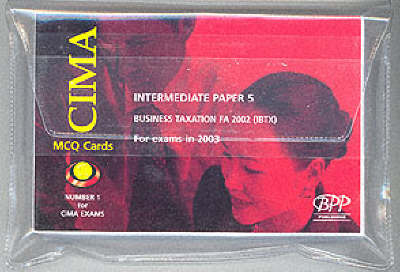 CIMA
MCQ Cards
NUMBER 1
for
CIMA EXAMS
INTERMEDIATE PAPER 5
BUSINESS TAXATION FA 2002 (IBTX)
For exams in 2003
BPP